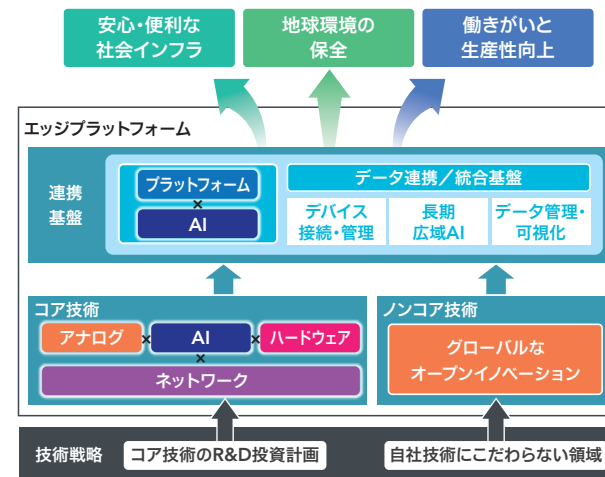 安心・便利な
社会インフラ
地球環境の
保全
働きがいと
生産性向上
エッジプラットフォーム
連携
基盤
プラットフォーム
×
AI
データ連携／統合基盤
デバイス
接続・管理
長期
広域AI
データ管理・
可視化
コア技術
アナログ × AI × ハードウェア
×
ネットワーク
ノンコア技術
グローバルな
オープンイノベーション
技術戦略
コア技術のR&D投資計画
自社技術にこだわらない領域